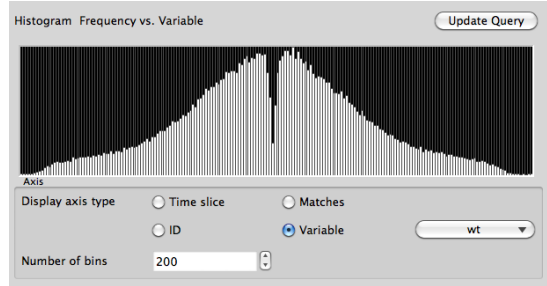 Histogram Frequency vs. Variable Update Query
Axis
Display axis type Time slice Matches
ID Variable wt
Number of bins 200